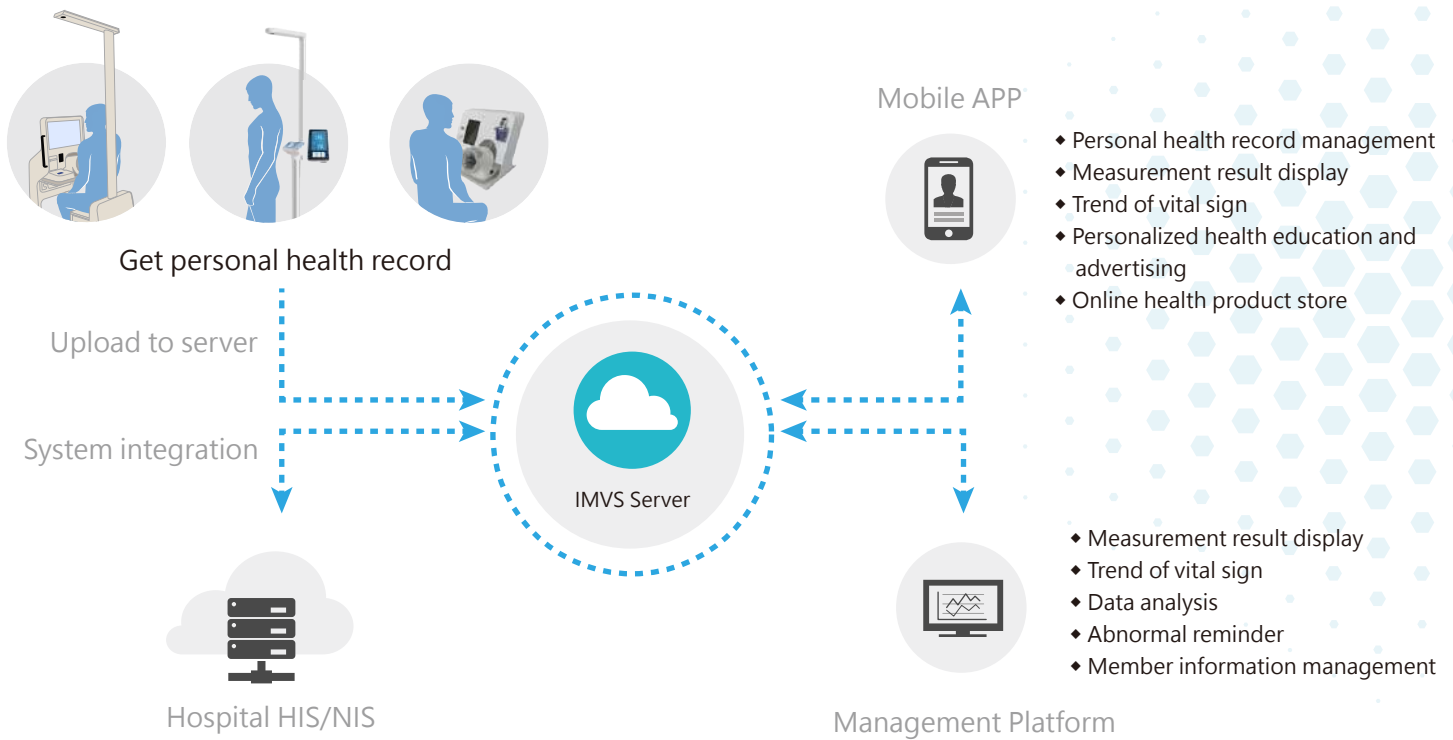 Get personal health record
Upload to server
System integration
Hospital HIS/NIS
IMVS Server
Mobile APP
◆ Personal health record management
◆ Measurement result display
◆ Trend of vital sign
◆ Personalized health education and
advertising
◆ Online health product store
◆ Measurement result display
◆ Trend of vital sign
◆ Data analysis
◆ Abnormal reminder
◆ Member information management
Management Platform